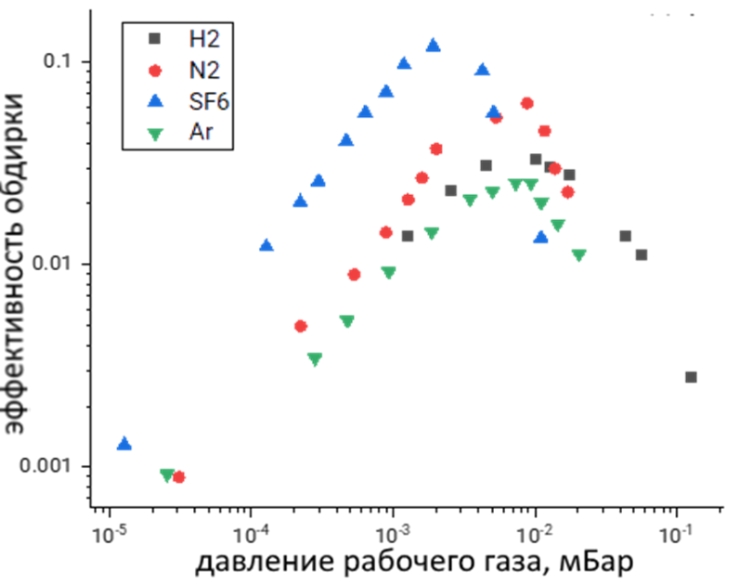 H2
N2
SF6
Ar
эффективность обдирки
0.1
0.01
0.001
10-5
10-4
10-3
10-2
10-1
давление рабочего газа, мБар